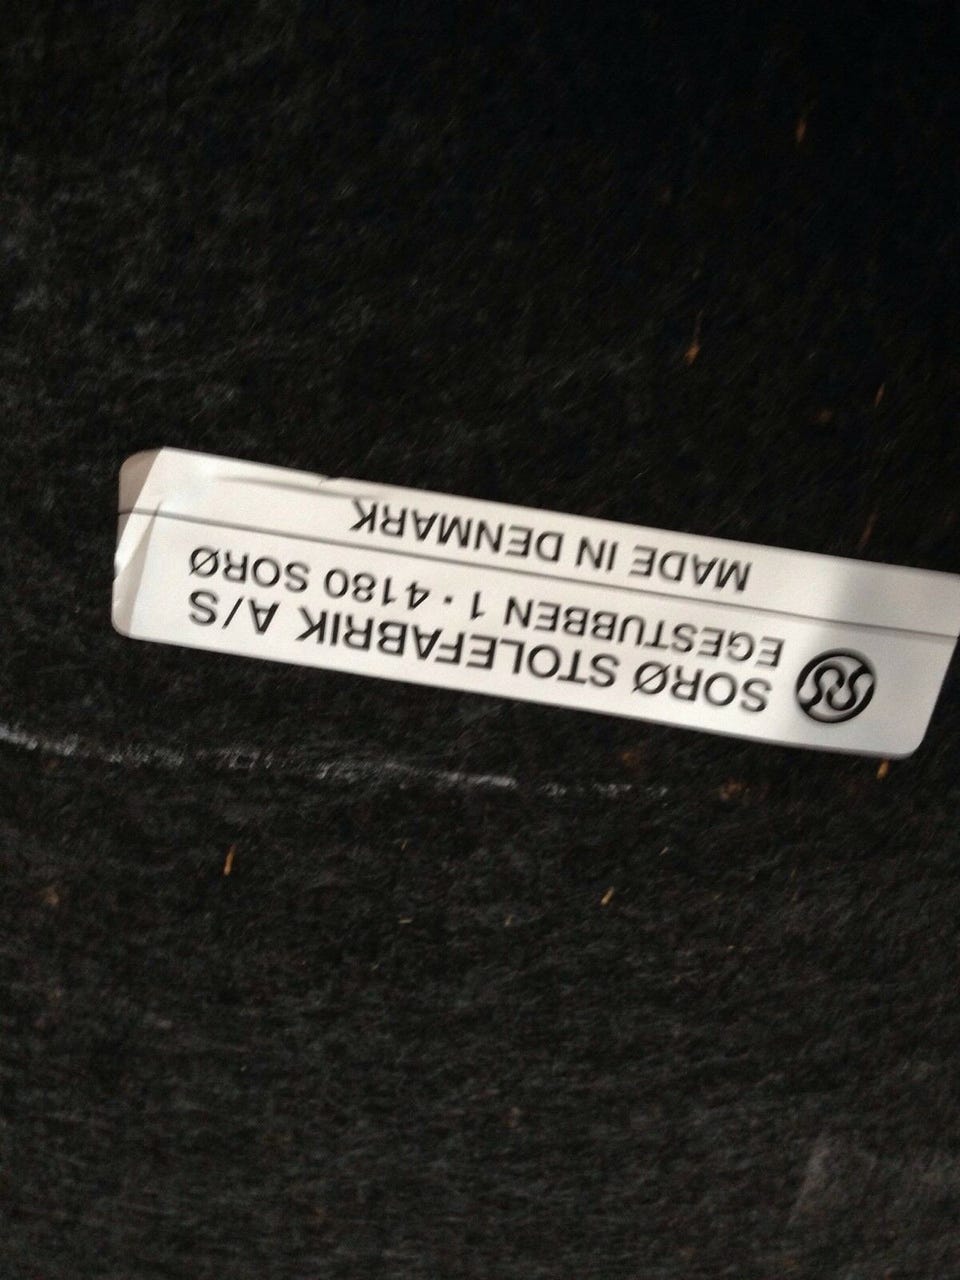 SORØ STOLEFABRIK A/S
EGESTUBBEN 1 · 4180 SORØ
MADE IN DENMARK